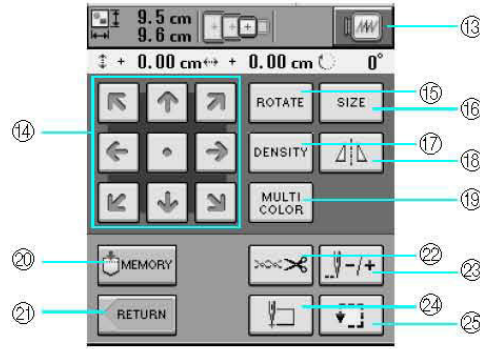 9.5 cm
9.6 cm
⑬
+ 0.00 cm + 0.00 cm 0°
⑭
ROTATE
⑮
SIZE
⑯
DENSITY
⑰
⑱
MULTI
COLOR
⑲
⑳
MEMORY
㉒
-/+
㉓
㉑
RETURN
㉔
㉕